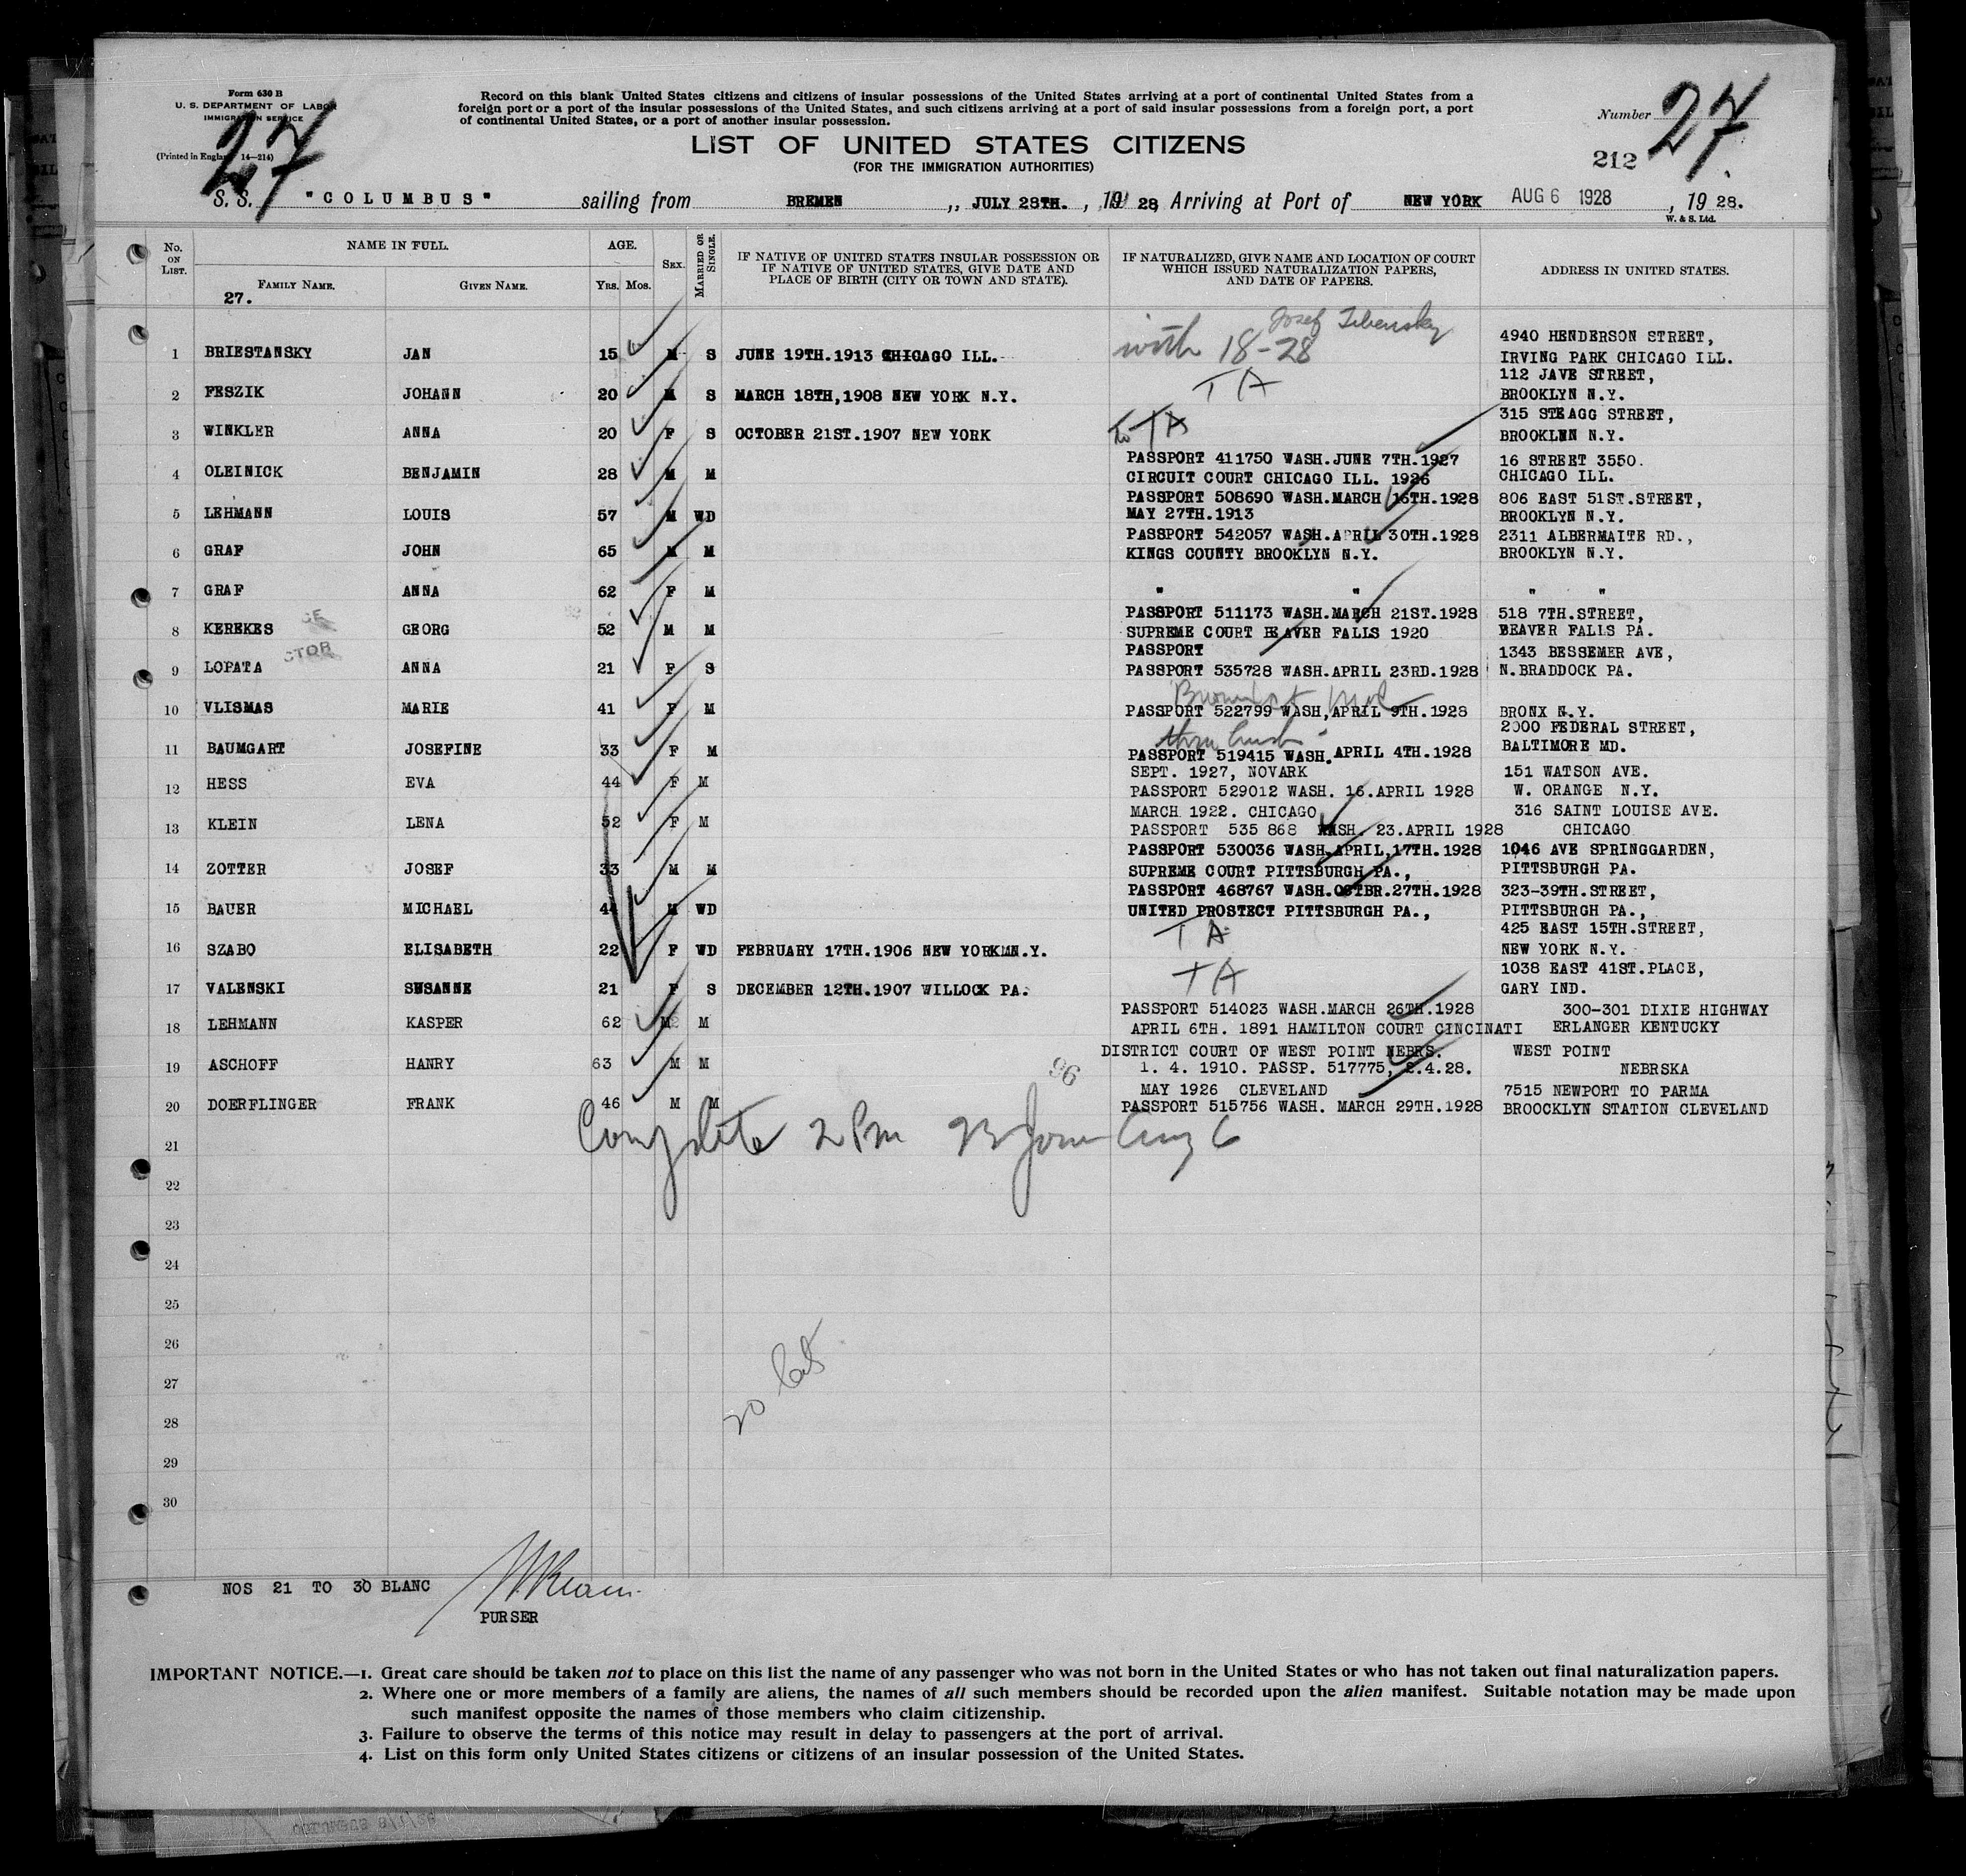 Form 630 B
U. S. DEPARTMENT OF LABOR
IMMIGRATION SERVICE
(Printed in England 14—214)
27
Record on this blank United States citizens and citizens of insular possessions of the United States arriving at a port of continental United States from a
foreign port or a port of the insular possessions of the United States, and such citizens arriving at a port of said insular possessions from a foreign port, a port
of continental United States, or a port of another insular possession.
LIST OF UNITED STATES CITIZENS
(FOR THE IMMIGRATION AUTHORITIES)
Number 27
212
S. S. "COLUMBUS" sailing from BREMEN ,, JULY 28TH. , 19 28, Arriving at Port of NEW YORK AUG 6 1928 , 19 28.
W. & S. Ltd.
No. ON LIST. NAME IN FULL. AGE. SEX. MARRIED OR SINGLE. IF NATIVE OF UNITED STATES INSULAR POSSESSION OR IF NATIVE OF UNITED STATES, GIVE DATE AND PLACE OF BIRTH (CITY OR TOWN AND STATE). IF NATURALIZED, GIVE NAME AND LOCATION OF COURT WHICH ISSUED NATURALIZATION PAPERS, AND DATE OF PAPERS. ADDRESS IN UNITED STATES.
FAMILY NAME. GIVEN NAME. Yrs. Mos.
27.
Josef
with 18-28 4940 HENDERSON STREET,
1 BRIESTANSKY JAN 15 M S JUNE 19TH.1913 CHICAGO ILL. IRVING PARK CHICAGO ILL.
TA 112 JAVE STREET,
2 FESZIK JOHANN 20 M S MARCH 18TH,1908 NEW YORK N.Y. BROOKLYN N.Y.
TA 315 STEAGG STREET,
3 WINKLER ANNA 20 F S OCTOBER 21ST.1907 NEW YORK BROOKLNN N.Y.
PASSPORT 411750 WASH.JUNE 7TH.1927 16 STREET 3550.
4 OLEINICK BENJAMIN 28 M M CIRCUIT COURT CHICAGO ILL. 1926 CHICAGO ILL.
PASSPORT 508690 WASH.MARCH 16TH.1928 806 EAST 51ST.STREET,
5 LEHMANN LOUIS 57 M WD MAY 27TH.1913 BROOKLYN N.Y.
PASSPORT 542057 WASH.APRIL 30TH.1928 2311 ALBERMAITE RD.,
6 GRAF JOHN 65 M M KINGS COUNTY BROOKLYN N.Y. BROOKLYN N.Y.
7 GRAF ANNA 62 F M " " " "
PASSPORT 511173 WASH.MARCH 21ST.1928 518 7TH.STREET,
8 KEREKES GEORG 52 M M SUPREME COURT BEAVER FALLS 1920 BEAVER FALLS PA.
PASSPORT 1343 BESSEMER AVE,
9 LOPATA ANNA 21 F S PASSPORT 535728 WASH.APRIL 23RD.1928 N.BRADDOCK PA.
10 VLISMAS MARIE 41 F M PASSPORT 522799 WASH,APRIL 9TH.1928 BRONX N.Y.
2000 FEDERAL STREET,
11 BAUMGART JOSEFINE 33 F M PASSPORT 519415 WASH.APRIL 4TH.1928 BALTIMORE MD.
SEPT. 1927, NOVARK 151 WATSON AVE.
12 HESS EVA 44 F M PASSPORT 529012 WASH. 16.APRIL 1928 W. ORANGE N.Y.
MARCH 1922. CHICAGO 316 SAINT LOUISE AVE.
13 KLEIN LENA 52 F M PASSPORT 535 868 WASH. 23.APRIL 1928 CHICAGO
PASSPORT 530036 WASH.APRIL,17TH.1928 1046 AVE SPRINGGARDEN,
14 ZOTTER JOSEF 33 M M SUPREME COURT PITTSBURGH PA., PITTSBURGH PA.
PASSPORT 468767 WASH.OCTBR.27TH.1928 323-39TH.STREET,
15 BAUER MICHAEL 44 M WD UNITED PROSTECT PITTSBURGH PA., PITTSBURGH PA.,
TA 425 EAST 15TH.STREET,
16 SZABO ELISABETH 22 F WD FEBRUARY 17TH.1906 NEW YORK N.Y. NEW YORK N.Y.
TA 1038 EAST 41ST.PLACE,
17 VALENSKI SUSANNE 21 F S DECEMBER 12TH.1907 WILLOCK PA. GARY IND.
PASSPORT 514023 WASH.MARCH 26TH.1928 300-301 DIXIE HIGHWAY
18 LEHMANN KASPER 62 M M APRIL 6TH. 1891 HAMILTON COURT CINCINATI ERLANGER KENTUCKY
DISTRICT COURT OF WEST POINT NEBRS. WEST POINT
19 ASCHOFF HANRY 63 M M 1. 4. 1910. PASSP. 517775, 2.4.28. NEBRSKA
96
MAY 1926 CLEVELAND 7515 NEWPORT TO PARMA
20 DOERFLINGER FRANK 46 M M PASSPORT 515756 WASH. MARCH 29TH.1928 BROOCKLYN STATION CLEVELAND
Complete 2 Pm Aug 6
21
22
23
24
25
26
27
28
29
30
20
NOS 21 TO 30 BLANC
PURSER
IMPORTANT NOTICE.—1. Great care should be taken not to place on this list the name of any passenger who was not born in the United States or who has not taken out final naturalization papers.
2. Where one or more members of a family are aliens, the names of all such members should be recorded upon the alien manifest. Suitable notation may be made upon
such manifest opposite the names of those members who claim citizenship.
3. Failure to observe the terms of this notice may result in delay to passengers at the port of arrival.
4. List on this form only United States citizens or citizens of an insular possession of the United States.